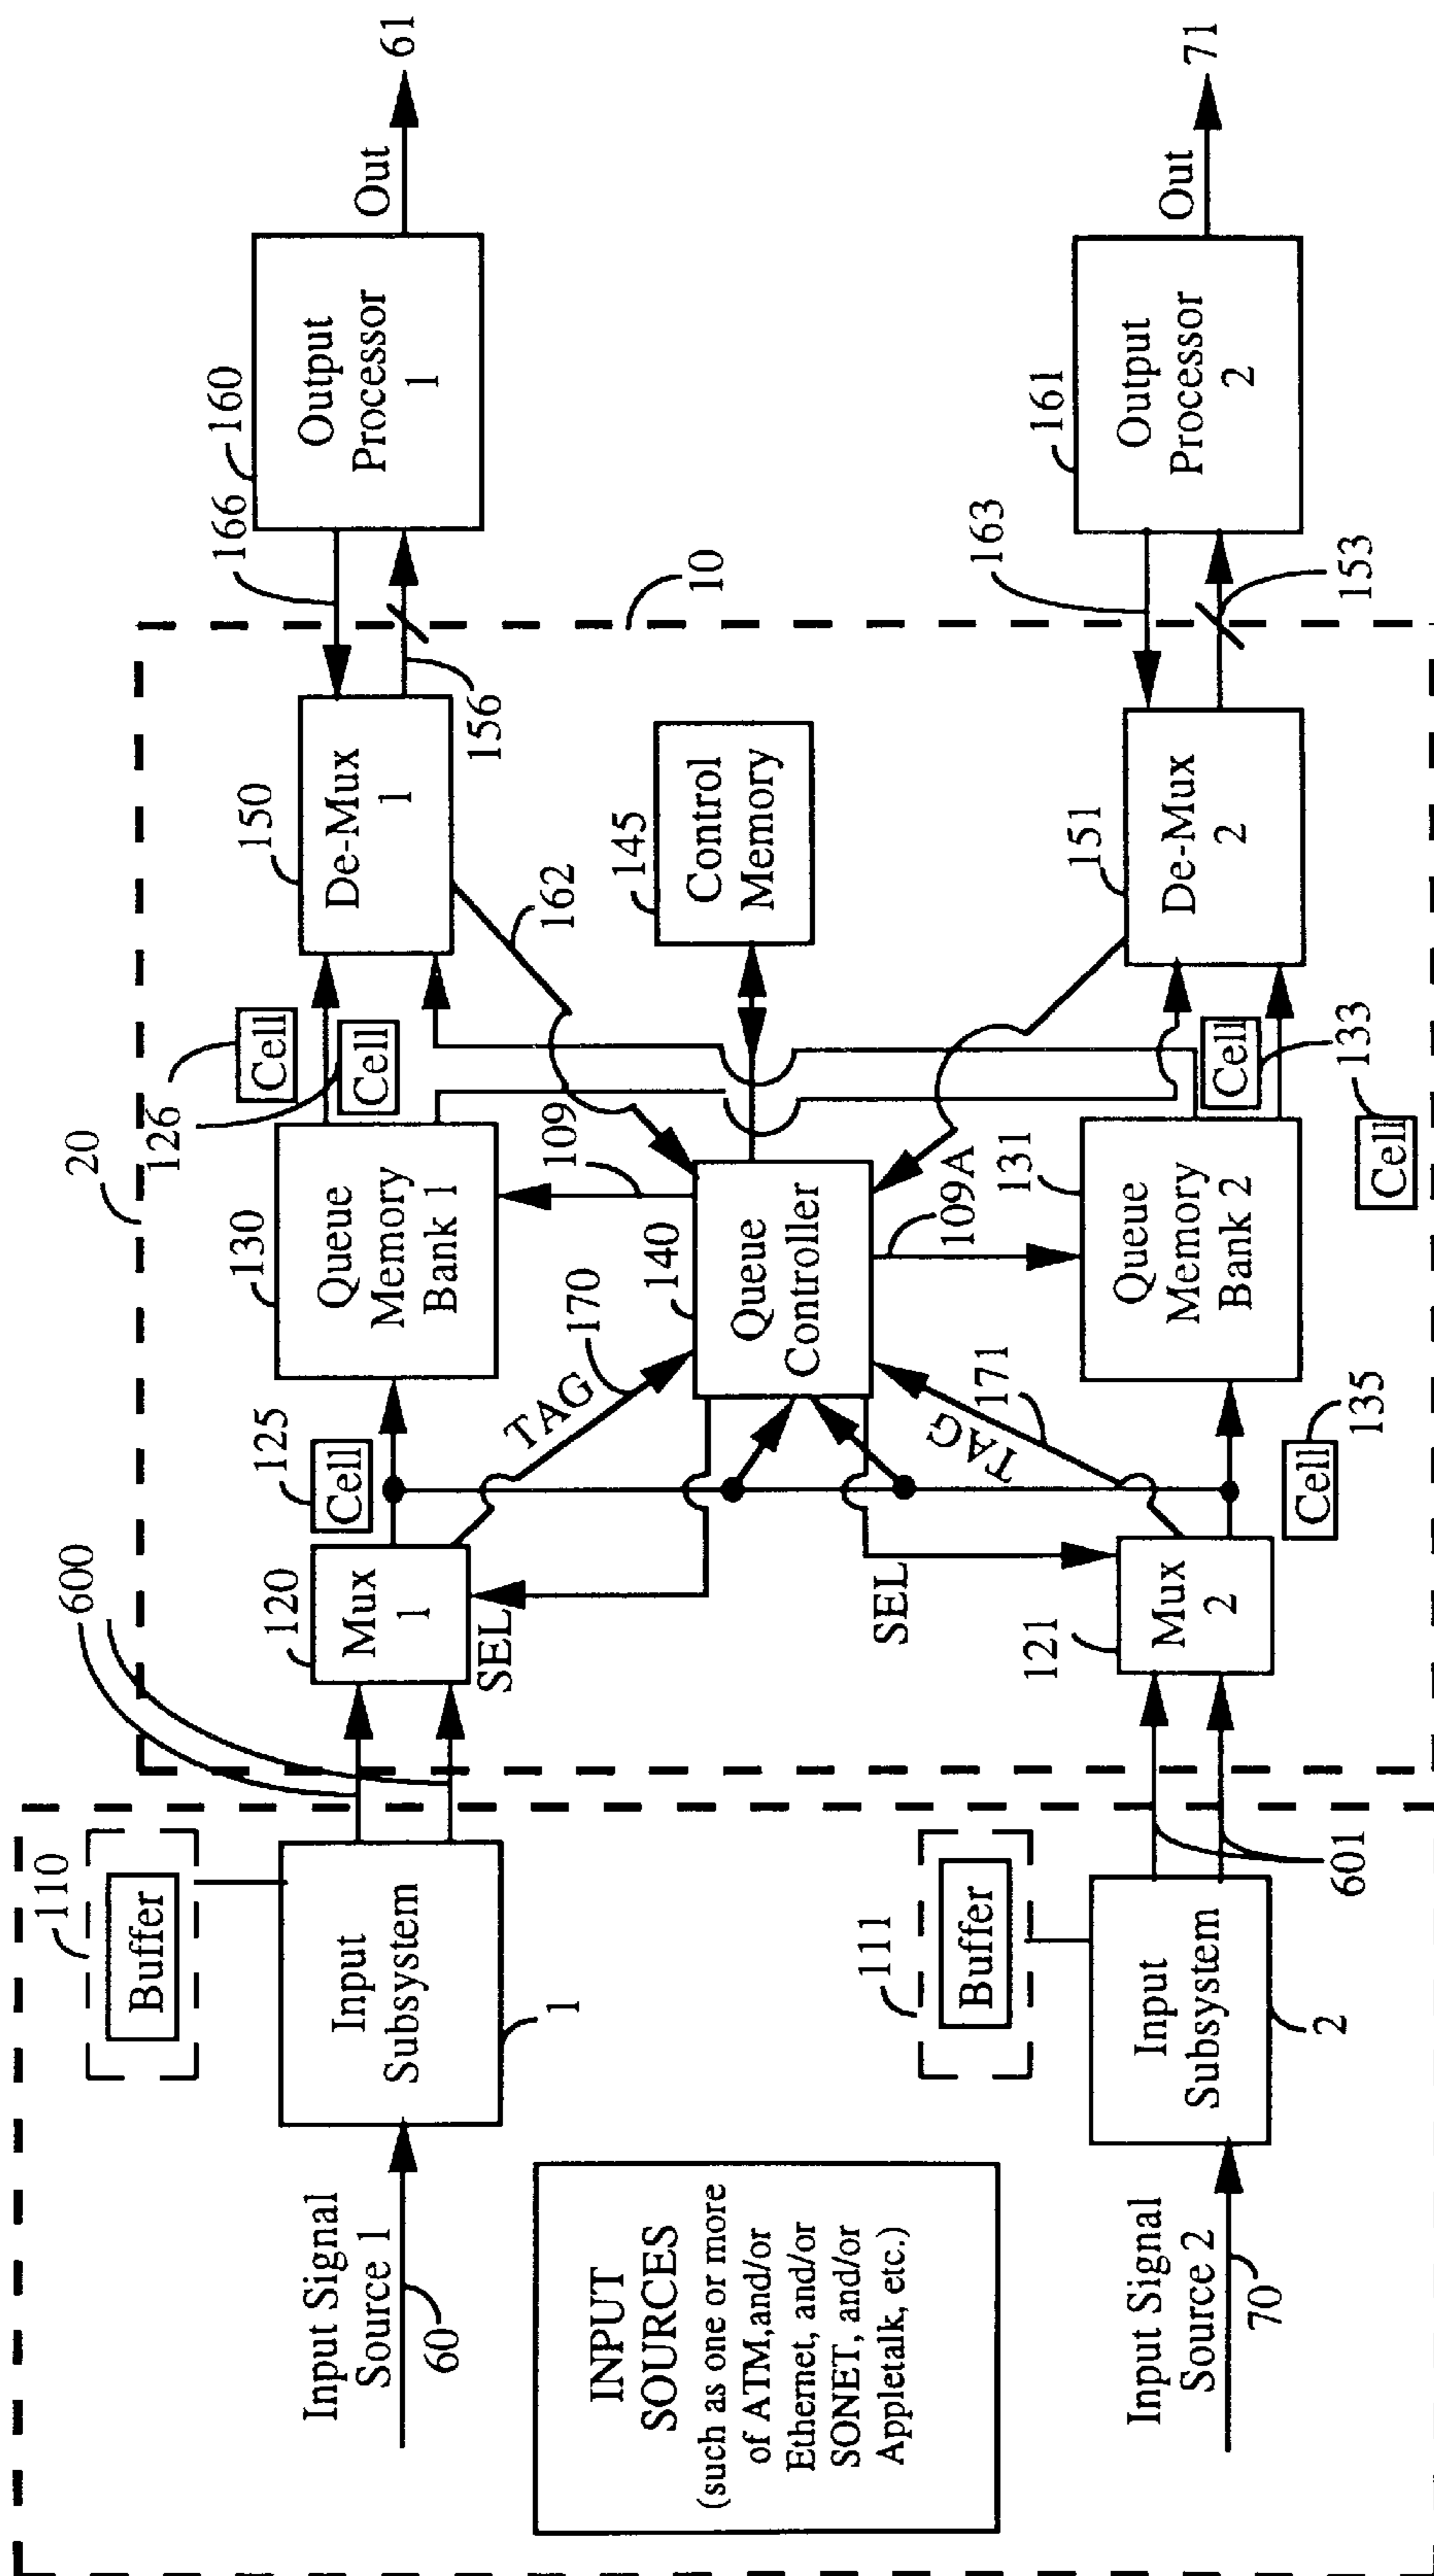 20
600
110
Buffer
Input Signal
Source 1
60
Input
Subsystem
1
120
Mux
1
SEL
125
Cell
TAG
170
130
Queue
Memory
Bank 1
109
126
Cell
Cell
150
De-Mux
1
162
156
166
160
Output
Processor
1
Out
61
10
140
Queue
Controller
145
Control
Memory
INPUT
SOURCES
(such as one or more
of ATM,and/or
Ethernet, and/or
SONET, and/or
Appletalk, etc.)
111
Buffer
Input Signal
Source 2
70
Input
Subsystem
2
601
SEL
121
Mux
2
TAG
171
135
Cell
109A
131
Queue
Memory
Bank 2
Cell
133
Cell
151
De-Mux
2
163
153
161
Output
Processor
2
Out
71